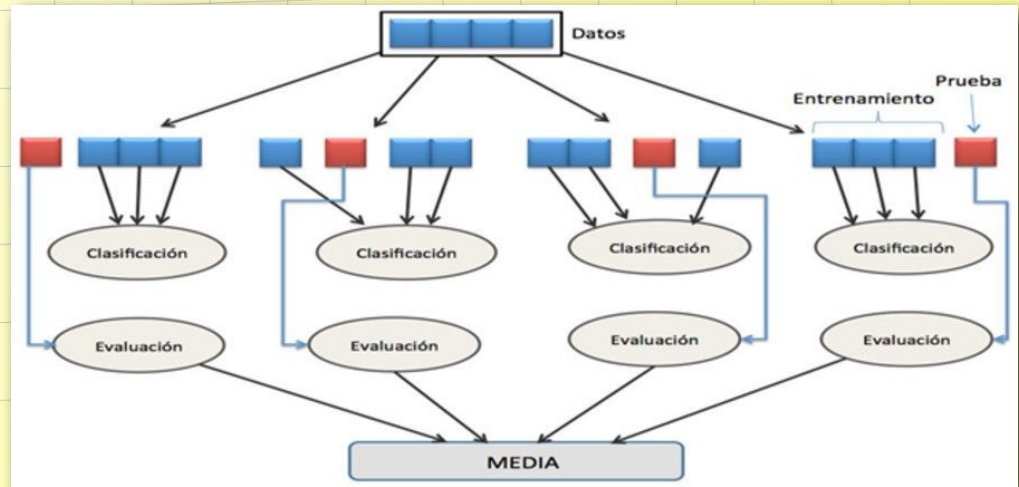 Datos
Prueba
Entrenamiento
Clasificación
Clasificación
Clasificación
Clasificación
Evaluación
Evaluación
Evaluación
Evaluación
MEDIA